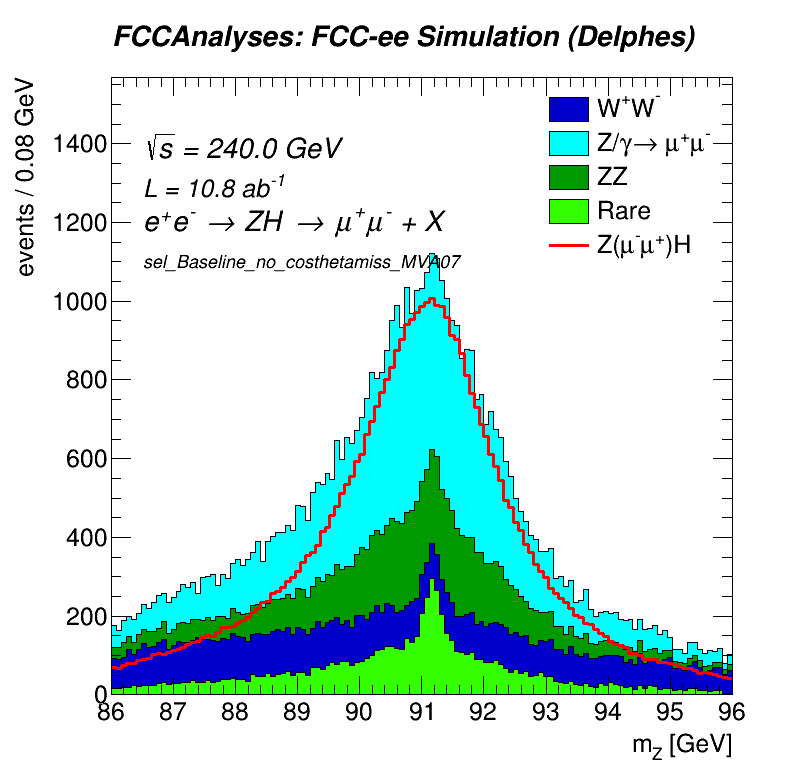 FCCAnalyses: FCC-ee Simulation (Delphes)
events / 0.08 GeV
√s = 240.0 GeV
L = 10.8 ab⁻¹
e⁺e⁻ → ZH → μ⁺μ⁻ + X
sel_Baseline_no_costhetamiss_MVA07
W⁺W⁻
Z/γ→ μ⁺μ⁻
ZZ
Rare
Z(μ⁻μ⁺)H
1400
1200
1000
800
600
400
200
0
86 87 88 89 90 91 92 93 94 95 96
m_Z [GeV]